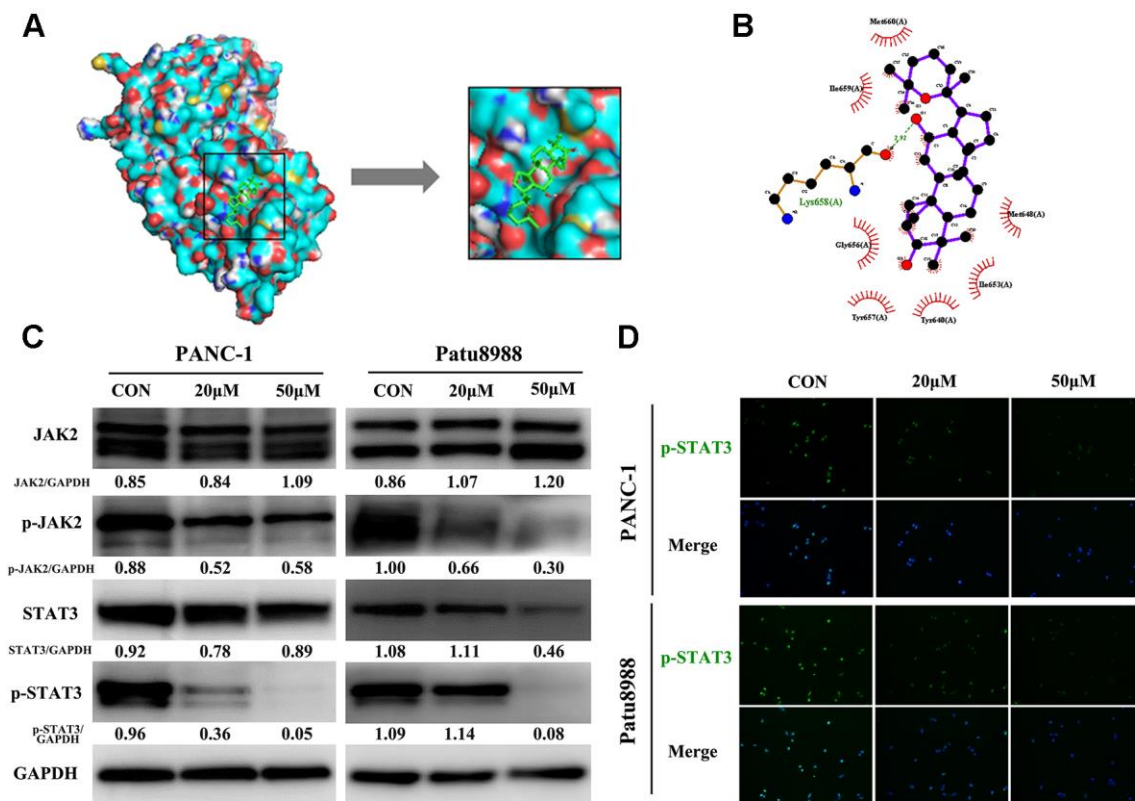 A
B
Met660(A)
Ile659(A)
2.92
Lys658(A)
Met648(A)
Gly656(A)
Ile653(A)
Tyr657(A)
Tyr640(A)
C
PANC-1
Patu8988
CON
20μM
50μM
CON
20μM
50μM
JAK2
JAK2/GAPDH
0.85
0.84
1.09
0.86
1.07
1.20
p-JAK2
p-JAK2/GAPDH
0.88
0.52
0.58
1.00
0.66
0.30
STAT3
STAT3/GAPDH
0.92
0.78
0.89
1.08
1.11
0.46
p-STAT3
p-STAT3/
GAPDH
0.96
0.36
0.05
1.09
1.14
0.08
GAPDH
D
CON
20μM
50μM
PANC-1
p-STAT3
Merge
Patu8988
p-STAT3
Merge